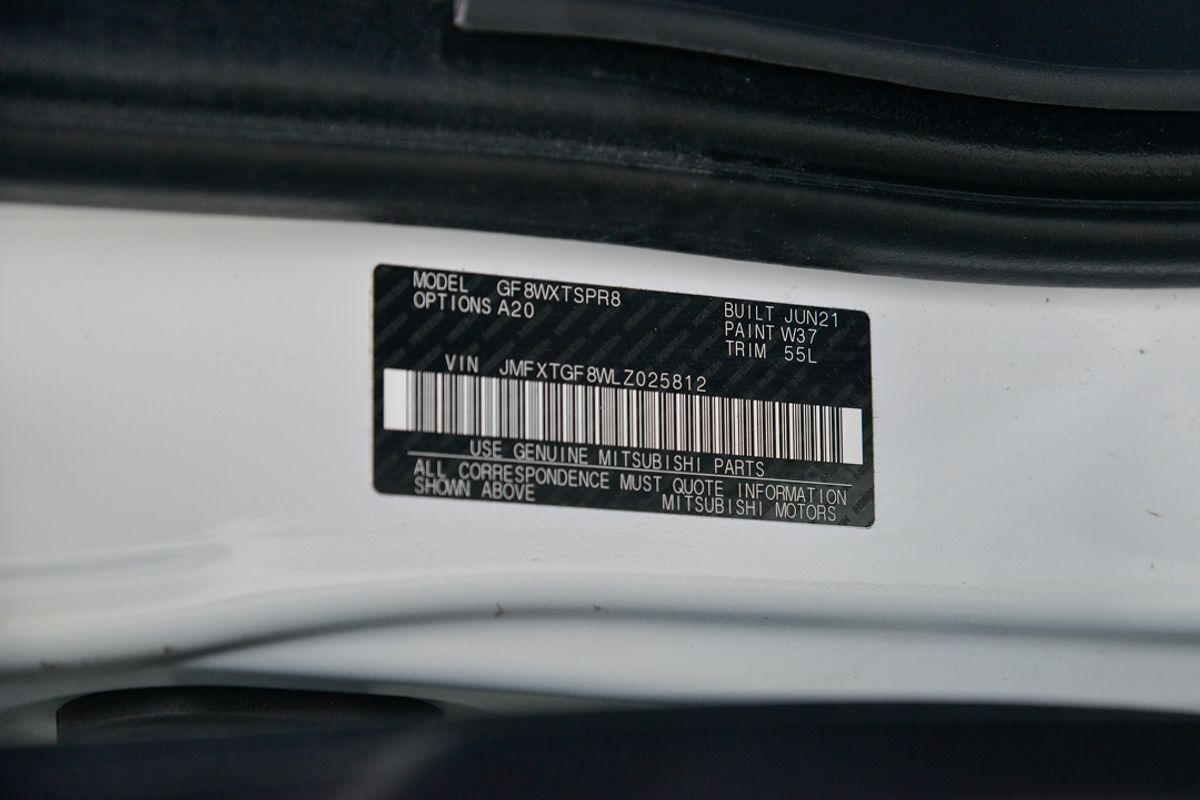 MODEL GF8WXTSPR8
OPTIONS A20
BUILT JUN21
PAINT W37
TRIM 55L
VIN JMFXTGF8WLZ025812
USE GENUINE MITSUBISHI PARTS
ALL CORRESPONDENCE MUST QUOTE INFORMATION
SHOWN ABOVE MITSUBISHI MOTORS